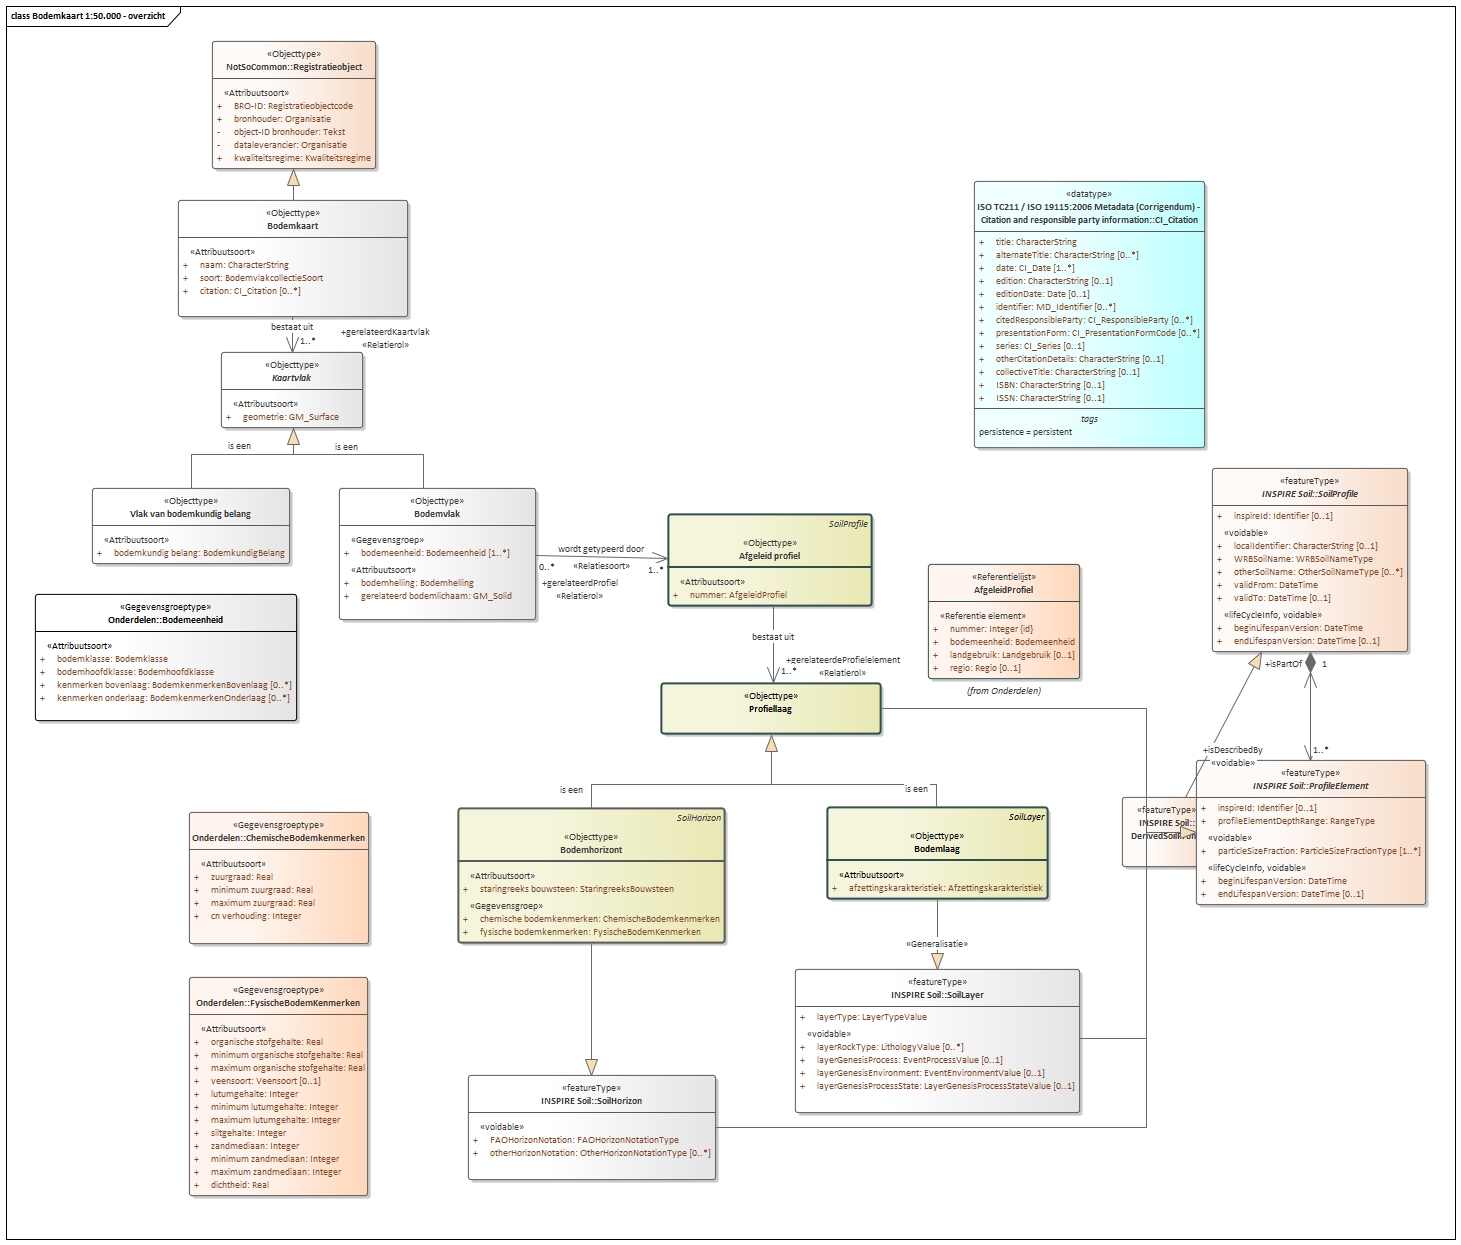 class Bodemkaart 1:50.000 - overzicht
«Objecttype»
NotSoCommon::Registratieobject
«Attribuutsoort»
+ BRO-ID: Registratieobjectcode
+ bronhouder: Organisatie
- object-ID bronhouder: Tekst
- dataleverancier: Organisatie
+ kwaliteitsregime: Kwaliteitsregime
«Objecttype»
Bodemkaart
«Attribuutsoort»
+ naam: CharacterString
+ soort: BodemvlakcollectieSoort
+ citation: CI_Citation [0..*]
bestaat uit
+gerelateerdKaartvlak
1..*
«Relatierol»
«Objecttype»
Kaartvlak
«Attribuutsoort»
+ geometrie: GM_Surface
is een
is een
«Objecttype»
Vlak van bodemkundig belang
«Attribuutsoort»
+ bodemkundig belang: BodemkundigBelang
«Objecttype»
Bodemvlak
«Gegevensgroep»
+ bodemeenheid: Bodemeenheid [1..*]
«Attribuutsoort»
+ bodemhelling: Bodemhelling
+ gerelateerd bodemlichaam: GM_Solid
wordt getypeerd door
0..*
«Relatiesoort»
1..*
+gerelateerdProfiel
«Relatierol»
SoilProfile
«Objecttype»
Afgeleid profiel
«Attribuutsoort»
+ nummer: AfgeleidProfiel
«Gegevensgroeptype»
Onderdelen::Bodemeenheid
«Attribuutsoort»
+ bodemklasse: Bodemklasse
+ bodemhoofdklasse: Bodemhoofdklasse
+ kenmerken bovenlaag: BodemkenmerkenBovenlaag [0..*]
+ kenmerken onderlaag: BodemkenmerkenOnderlaag [0..*]
«datatype»
ISO TC211 / ISO 19115:2006 Metadata (Corrigendum) -
Citation and responsible party information::CI_Citation
+ title: CharacterString
+ alternateTitle: CharacterString [0..*]
+ date: CI_Date [1..*]
+ edition: CharacterString [0..1]
+ editionDate: Date [0..1]
+ identifier: MD_Identifier [0..*]
+ citedResponsibleParty: CI_ResponsibleParty [0..*]
+ presentationForm: CI_PresentationFormCode [0..*]
+ series: CI_Series [0..1]
+ otherCitationDetails: CharacterString [0..1]
+ collectiveTitle: CharacterString [0..1]
+ ISBN: CharacterString [0..1]
+ ISSN: CharacterString [0..1]
tags
persistence = persistent
«Referentielijst»
AfgeleidProfiel
«Referentie element»
+ nummer: Integer {id}
+ bodemeenheid: Bodemeenheid
+ landgebruik: Landgebruik [0..1]
+ regio: Regio [0..1]
(from Onderdelen)
«featureType»
INSPIRE Soil::SoilProfile
+ inspireId: Identifier [0..1]
«voidable»
+ localIdentifier: CharacterString [0..1]
+ WRBSoilName: WRBSoilNameType
+ otherSoilName: OtherSoilNameType [0..*]
+ validFrom: DateTime
+ validTo: DateTime [0..1]
«lifeCycleInfo, voidable»
+ beginLifespanVersion: DateTime
+ endLifespanVersion: DateTime [0..1]
+isPartOf
1
+isDescribedBy
1..*
«voidable»
«featureType»
INSPIRE Soil::ProfileElement
+ inspireId: Identifier [0..1]
+ profileElementDepthRange: RangeType
«voidable»
+ particleSizeFraction: ParticleSizeFractionType [1..*]
«lifeCycleInfo, voidable»
+ beginLifespanVersion: DateTime
+ endLifespanVersion: DateTime [0..1]
«featureType»
INSPIRE Soil::
bestaat uit
+gerelateerdeProfielelement
1..*
«Relatierol»
«Objecttype»
Profiellaag
is een
is een
SoilHorizon
«Objecttype»
Bodemhorizont
«Attribuutsoort»
+ staringreeks bouwsteen: StaringreeksBouwsteen
«Gegevensgroep»
+ chemische bodemkenmerken: ChemischeBodemkenmerken
+ fysische bodemkenmerken: FysischeBodemKenmerken
SoilLayer
«Objecttype»
Bodemlaag
«Attribuutsoort»
+ afzettingskarakteristiek: Afzettingskarakteristiek
«Generalisatie»
«featureType»
INSPIRE Soil::SoilLayer
+ layerType: LayerTypeValue
«voidable»
+ layerRockType: LithologyValue [0..*]
+ layerGenesisProcess: EventProcessValue [0..1]
+ layerGenesisEnvironment: EventEnvironmentValue [0..1]
+ layerGenesisProcessState: LayerGenesisProcessStateValue [0..1]
«featureType»
INSPIRE Soil::SoilHorizon
«voidable»
+ FAOHorizonNotation: FAOHorizonNotationType
+ otherHorizonNotation: OtherHorizonNotationType [0..*]
«Gegevensgroeptype»
Onderdelen::ChemischeBodemkenmerken
«Attribuutsoort»
+ zuurgraad: Real
+ minimum zuurgraad: Real
+ maximum zuurgraad: Real
+ cn verhouding: Integer
«Gegevensgroeptype»
Onderdelen::FysischeBodemKenmerken
«Attribuutsoort»
+ organische stofgehalte: Real
+ minimum organische stofgehalte: Real
+ maximum organische stofgehalte: Real
+ veensoort: Veensoort [0..1]
+ lutumgehalte: Integer
+ minimum lutumgehalte: Integer
+ maximum lutumgehalte: Integer
+ siltgehalte: Integer
+ zandmediaan: Integer
+ minimum zandmediaan: Integer
+ maximum zandmediaan: Integer
+ dichtheid: Real